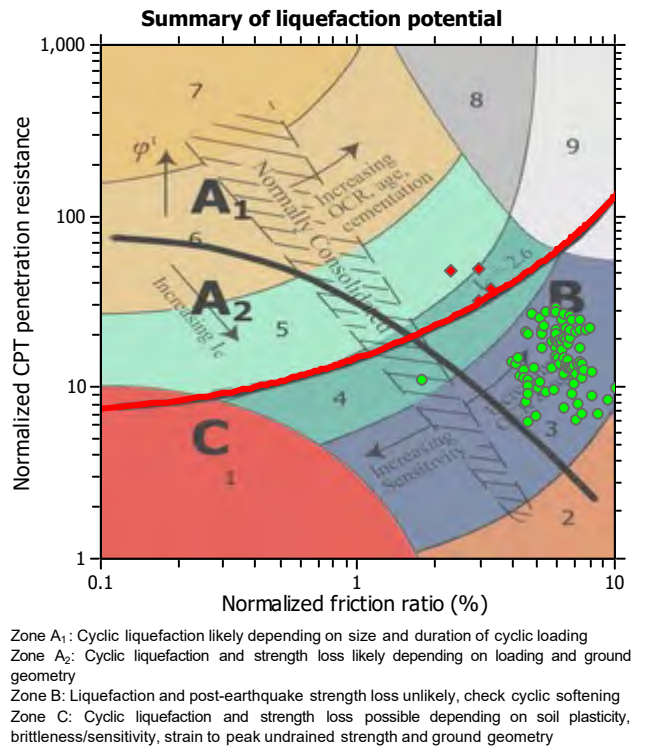 Summary of liquefaction potential
Normalized CPT penetration resistance
1,000
100
10
1
0.1
1
10
Normalized friction ratio (%)
7
8
9
φ'
A1
Increasing
OCR, age,
cementation
Normally Consolidated
6
A2
Increasing Ic
5
2.6
B
4
C
1
Increasing
Sensitivity
3
2
Zone A1: Cyclic liquefaction likely depending on size and duration of cyclic loading
Zone A2: Cyclic liquefaction and strength loss likely depending on loading and ground
geometry
Zone B: Liquefaction and post-earthquake strength loss unlikely, check cyclic softening
Zone C: Cyclic liquefaction and strength loss possible depending on soil plasticity,
brittleness/sensitivity, strain to peak undrained strength and ground geometry